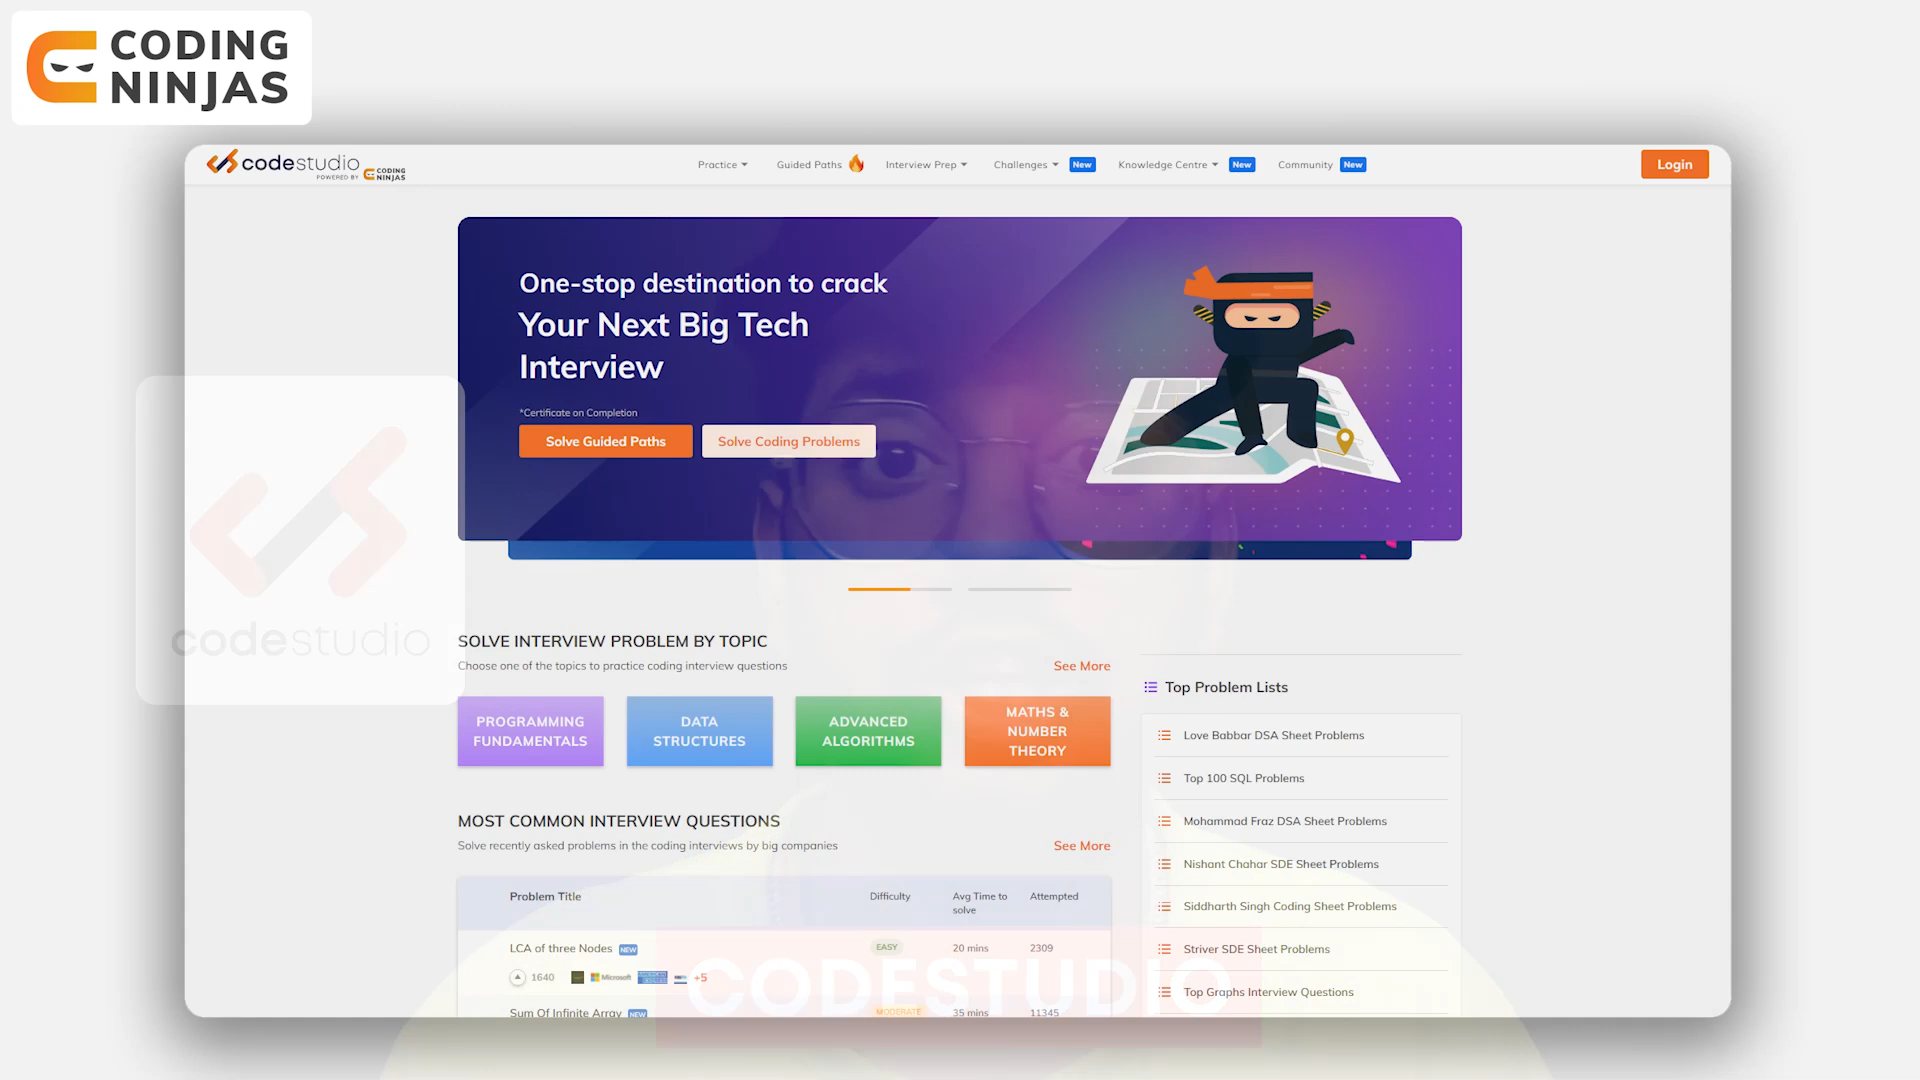 CODING
NINJAS
codestudio
POWERED BY CODING NINJAS
Practice
Guided Paths
Interview Prep
Challenges New
Knowledge Centre New
Community New
Login
One-stop destination to crack
Your Next Big Tech
Interview
*Certificate on Completion
Solve Guided Paths
Solve Coding Problems
codestudio
SOLVE INTERVIEW PROBLEM BY TOPIC
Choose one of the topics to practice coding interview questions
See More
PROGRAMMING
FUNDAMENTALS
DATA
STRUCTURES
ADVANCED
ALGORITHMS
MATHS &
NUMBER
THEORY
MOST COMMON INTERVIEW QUESTIONS
Solve recently asked problems in the coding interviews by big companies
See More
Problem Title
Difficulty
Avg Time to
solve
Attempted
LCA of three Nodes NEW
EASY
20 mins
2309
1640
Microsoft
+5
Sum Of Infinite Array NEW
MODERATE
35 mins
11345
CODESTUDIO
Top Problem Lists
Love Babbar DSA Sheet Problems
Top 100 SQL Problems
Mohammad Fraz DSA Sheet Problems
Nishant Chahar SDE Sheet Problems
Siddharth Singh Coding Sheet Problems
Striver SDE Sheet Problems
Top Graphs Interview Questions